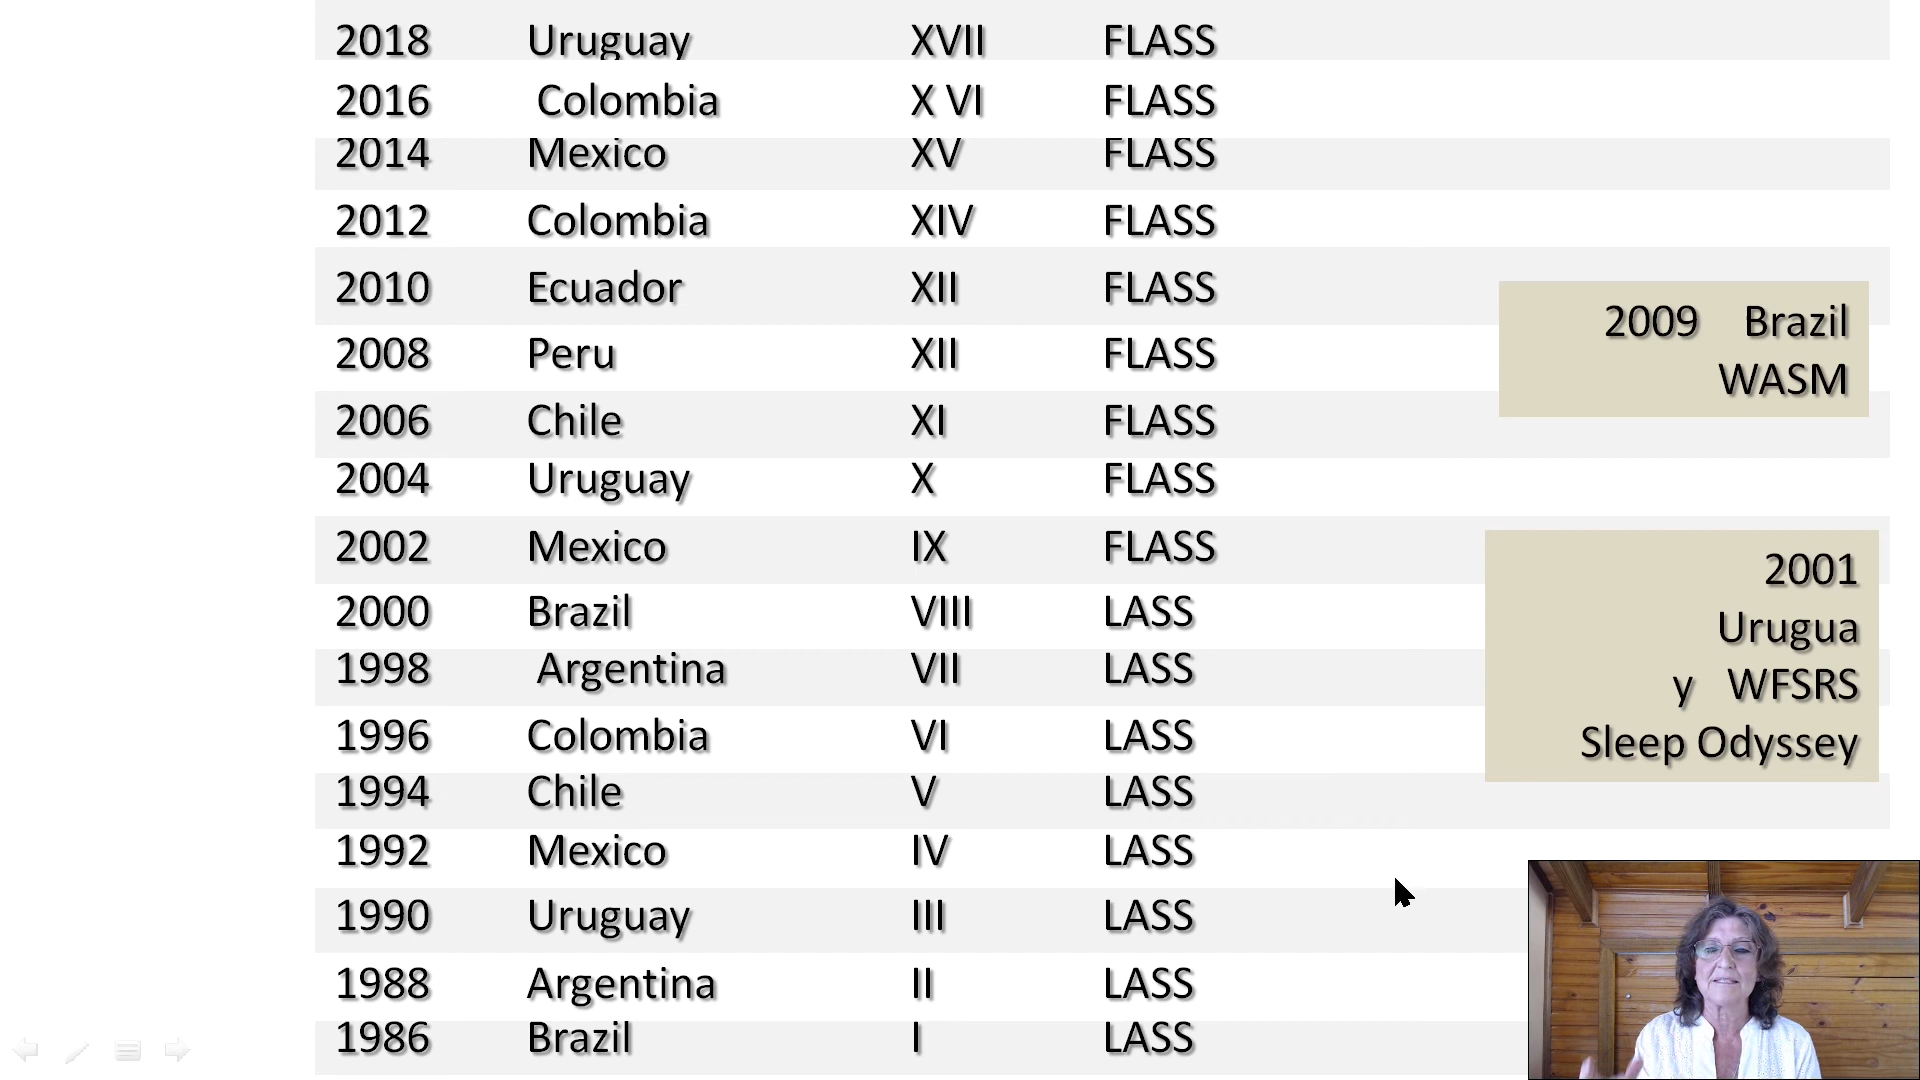 2018 Uruguay XVII FLASS
2016 Colombia X VI FLASS
2014 Mexico XV FLASS
2012 Colombia XIV FLASS
2010 Ecuador XII FLASS
2008 Peru XII FLASS
2006 Chile XI FLASS
2004 Uruguay X FLASS
2002 Mexico IX FLASS
2000 Brazil VIII LASS
1998 Argentina VII LASS
1996 Colombia VI LASS
1994 Chile V LASS
1992 Mexico IV LASS
1990 Uruguay III LASS
1988 Argentina II LASS
1986 Brazil I LASS
2009 Brazil
WASM
2001
Urugua
y WFSRS
Sleep Odyssey